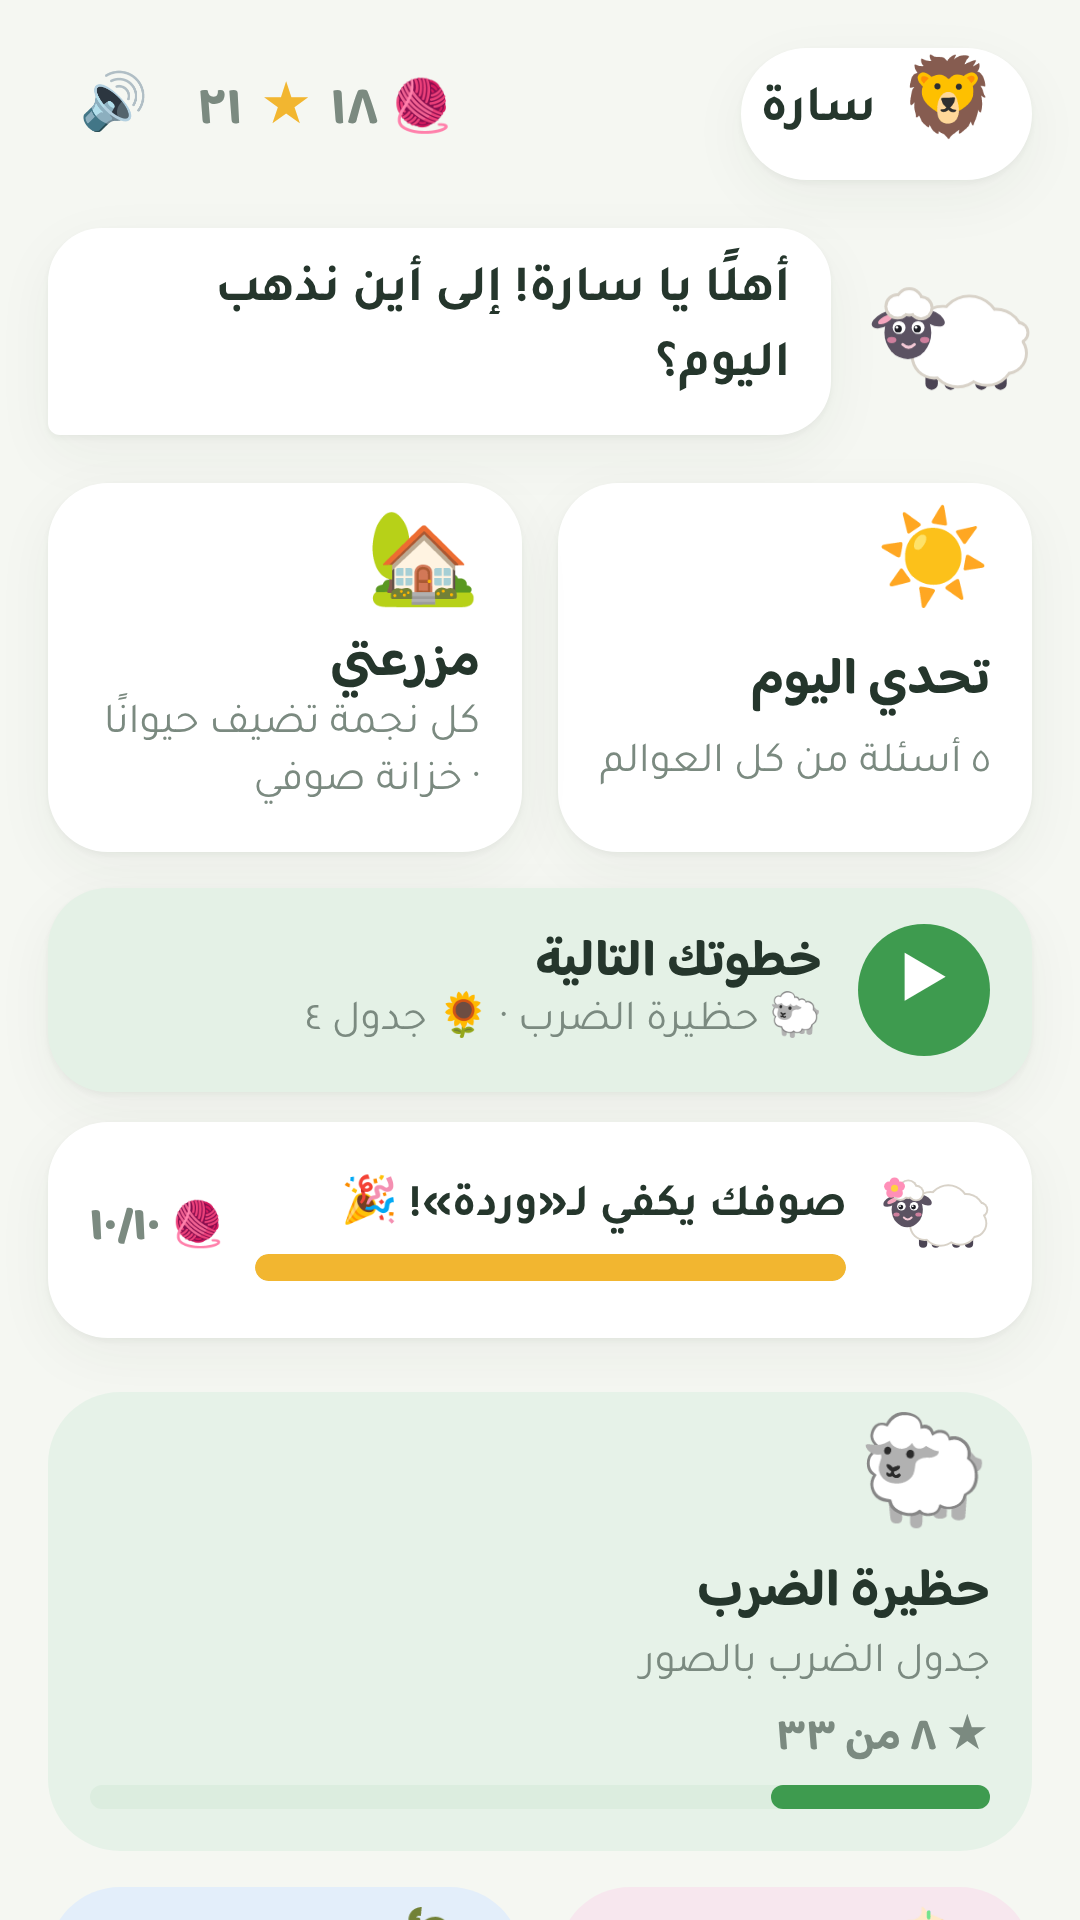 سارة
١٨ ★ ٢١
أهلًا يا سارة! إلى أين نذهب
اليوم؟
تحدي اليوم
٥ أسئلة من كل العوالم
مزرعتي
كل نجمة تضيف حيوانًا
· خزانة صوفي
خطوتك التالية
حظيرة الضرب · جدول ٤
صوفك يكفي لـ«وردة»!
١٠/١٠
حظيرة الضرب
جدول الضرب بالصور
★ ٨ من ٣٣